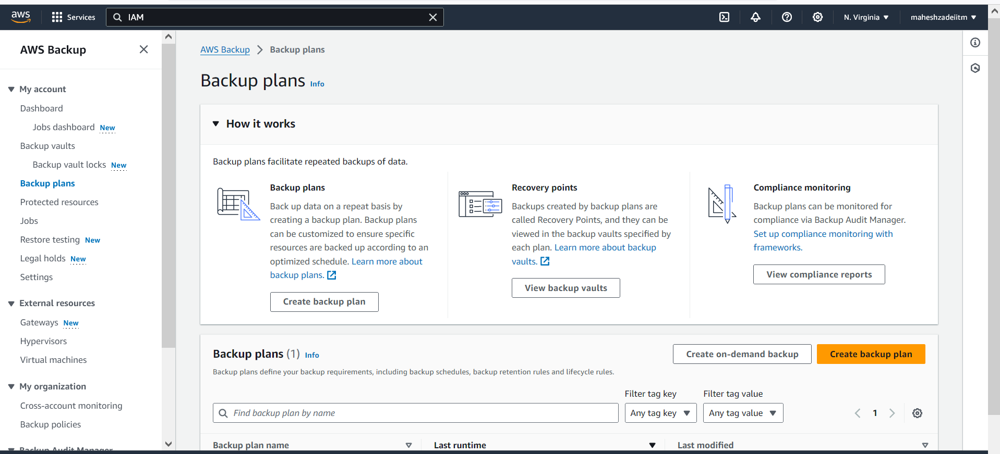 aws
Services
IAM
N. Virginia
maheshzadeiitm
AWS Backup
My account
Dashboard
Jobs dashboard New
Backup vaults
Backup vault locks New
Backup plans
Protected resources
Jobs
Restore testing New
Legal holds New
Settings
External resources
Gateways New
Hypervisors
Virtual machines
My organization
Cross-account monitoring
Backup policies
Backup Audit Manager
AWS Backup > Backup plans
Backup plans Info
How it works
Backup plans facilitate repeated backups of data.
Backup plans
Back up data on a repeat basis by
creating a backup plan. Backup plans
can be customized to ensure specific
resources are backed up according to an
optimized schedule. Learn more about
backup plans.
Create backup plan
Recovery points
Backups created by backup plans are
called Recovery Points, and they can be
viewed in the backup vaults specified by
each plan. Learn more about backup
vaults.
View backup vaults
Compliance monitoring
Backup plans can be monitored for
compliance via Backup Audit Manager.
Set up compliance monitoring with
frameworks.
View compliance reports
Backup plans (1) Info
Create on-demand backup
Create backup plan
Backup plans define your backup requirements, including backup schedules, backup retention rules and lifecycle rules.
Filter tag key
Filter tag value
Find backup plan by name
Any tag key
Any tag value
1
Backup plan name
Last runtime
Last modified